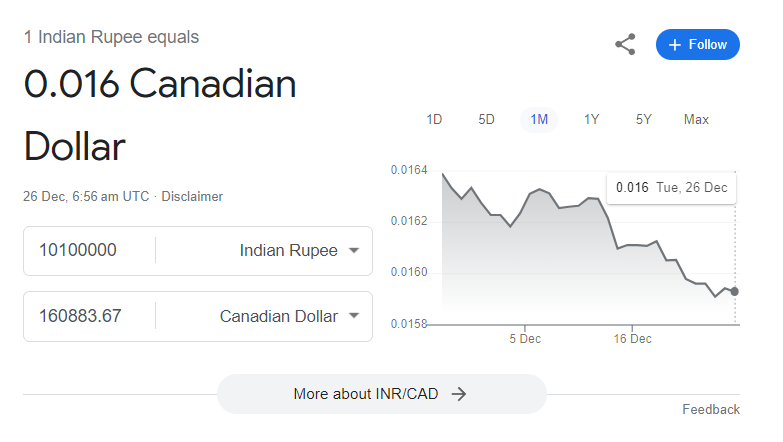 1 Indian Rupee equals
0.016 Canadian
Dollar
26 Dec, 6:56 am UTC · Disclaimer
10100000 Indian Rupee
160883.67 Canadian Dollar
+ Follow
1D 5D 1M 1Y 5Y Max
0.0164
0.016 Tue, 26 Dec
0.0162
0.0160
0.0158
5 Dec 16 Dec
More about INR/CAD →
Feedback